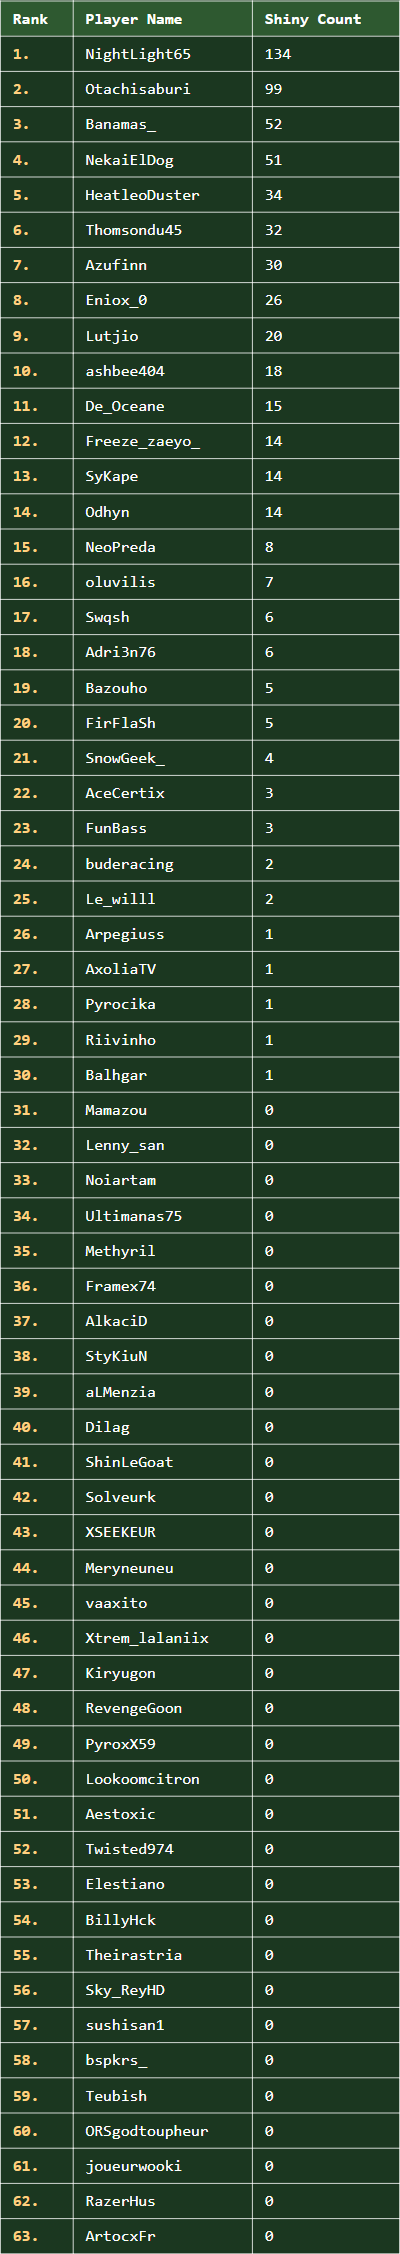 Rank Player Name Shiny Count
1. NightLight65 134
2. Otachisaburi 99
3. Banamas_ 52
4. NekaiElDog 51
5. HeatleoDuster 34
6. Thomsondu45 32
7. Azufinn 30
8. Eniox_0 26
9. Lutjio 20
10. ashbee404 18
11. De_Oceane 15
12. Freeze_zaeyo_ 14
13. SyKape 14
14. Odhyn 14
15. NeoPreda 8
16. oluvilis 7
17. Swqsh 6
18. Adri3n76 6
19. Bazouho 5
20. FirFlaSh 5
21. SnowGeek_ 4
22. AceCertix 3
23. FunBass 3
24. buderacing 2
25. Le_willl 2
26. Arpegiuss 1
27. AxoliaTV 1
28. Pyrocika 1
29. Riivinho 1
30. Balhgar 1
31. Mamazou 0
32. Lenny_san 0
33. Noiartam 0
34. Ultimanas75 0
35. Methyril 0
36. Framex74 0
37. AlkaciD 0
38. StyKiuN 0
39. aLMenzia 0
40. Dilag 0
41. ShinLeGoat 0
42. Solveurk 0
43. XSEEKEUR 0
44. Meryneuneu 0
45. vaaxito 0
46. Xtrem_lalaniix 0
47. Kiryugon 0
48. RevengeGoon 0
49. PyroxX59 0
50. Lookoomcitron 0
51. Aestoxic 0
52. Twisted974 0
53. Elestiano 0
54. BillyHck 0
55. Theirastria 0
56. Sky_ReyHD 0
57. sushisan1 0
58. bspkrs_ 0
59. Teubish 0
60. ORSgodtoupheur 0
61. joueurwooki 0
62. RazerHus 0
63. ArtocxFr 0